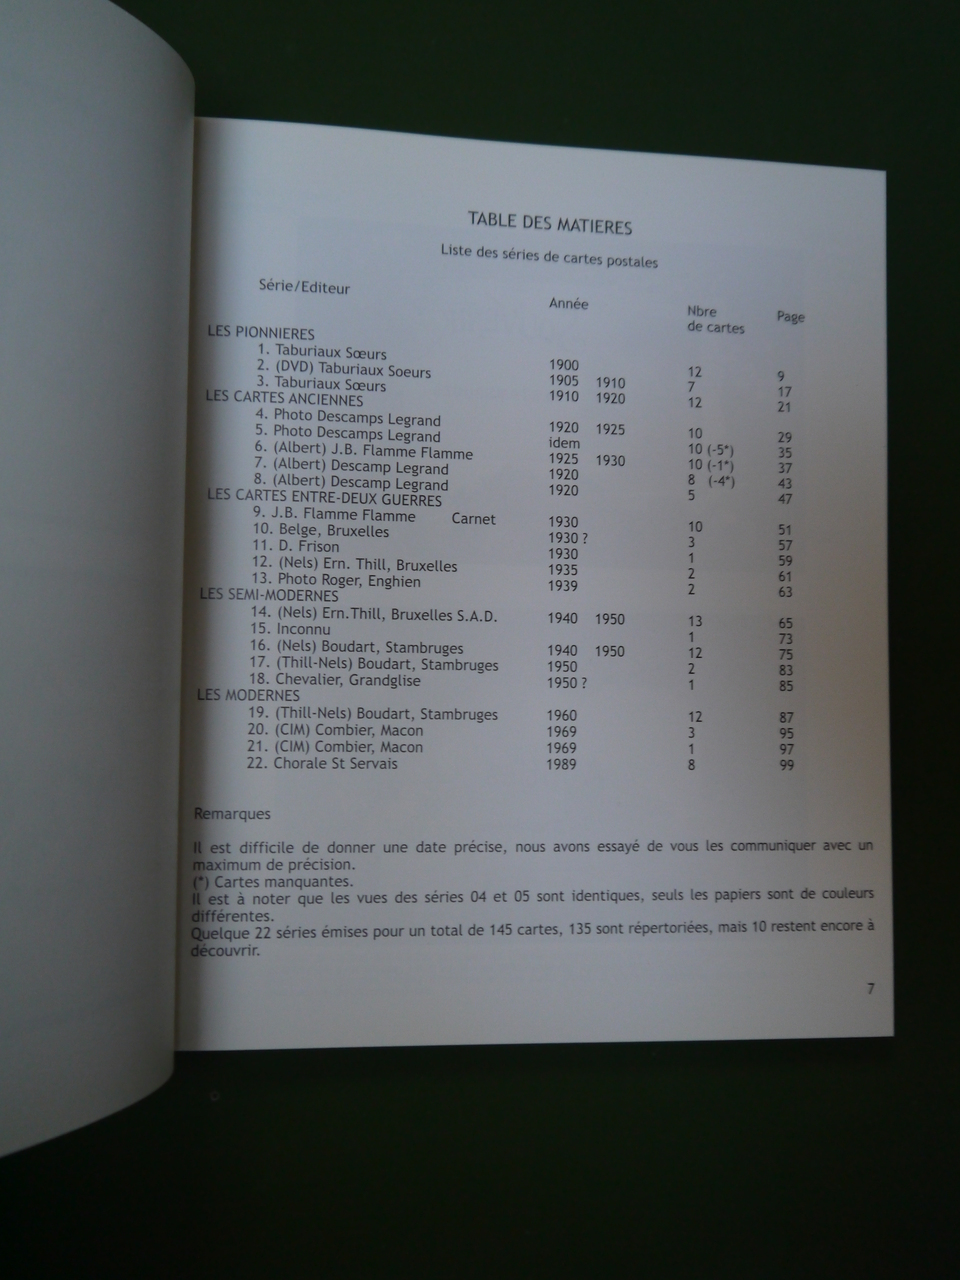 TABLE DES MATIERES
Liste des séries de cartes postales
Série/Editeur Année Nbre de cartes Page
LES PIONNIERES
1. Taburiaux Sœurs 1900 12 9
2. (DVD) Taburiaux Soeurs 1905 1910 7 17
3. Taburiaux Sœurs 1910 1920 12 21
LES CARTES ANCIENNES
4. Photo Descamps Legrand 1920 1925 10 29
5. Photo Descamps Legrand idem 10 (-5*) 35
6. (Albert) J.B. Flamme Flamme 1925 1930 10 (-1*) 37
7. (Albert) Descamp Legrand 1920 8 (-4*) 43
8. (Albert) Descamp Legrand 1920 5 47
LES CARTES ENTRE-DEUX GUERRES
9. J.B. Flamme Flamme Carnet 1930 10 51
10. Belge, Bruxelles 1930 ? 3 57
11. D. Frison 1930 1 59
12. (Nels) Ern. Thill, Bruxelles 1935 2 61
13. Photo Roger, Enghien 1939 2 63
LES SEMI-MODERNES
14. (Nels) Ern.Thill, Bruxelles S.A.D. 1940 1950 13 65
15. Inconnu 1 73
16. (Nels) Boudart, Stambruges 1940 1950 12 75
17. (Thill-Nels) Boudart, Stambruges 1950 2 83
18. Chevalier, Grandglise 1950 ? 1 85
LES MODERNES
19. (Thill-Nels) Boudart, Stambruges 1960 12 87
20. (CIM) Combier, Macon 1969 3 95
21. (CIM) Combier, Macon 1969 1 97
22. Chorale St Servais 1989 8 99
Remarques
Il est difficile de donner une date précise, nous avons essayé de vous les communiquer avec un
maximum de précision.
(*) Cartes manquantes.
Il est à noter que les vues des séries 04 et 05 sont identiques, seuls les papiers sont de couleurs
différentes.
Quelque 22 séries émises pour un total de 145 cartes, 135 sont répertoriées, mais 10 restent encore à
découvrir.
7